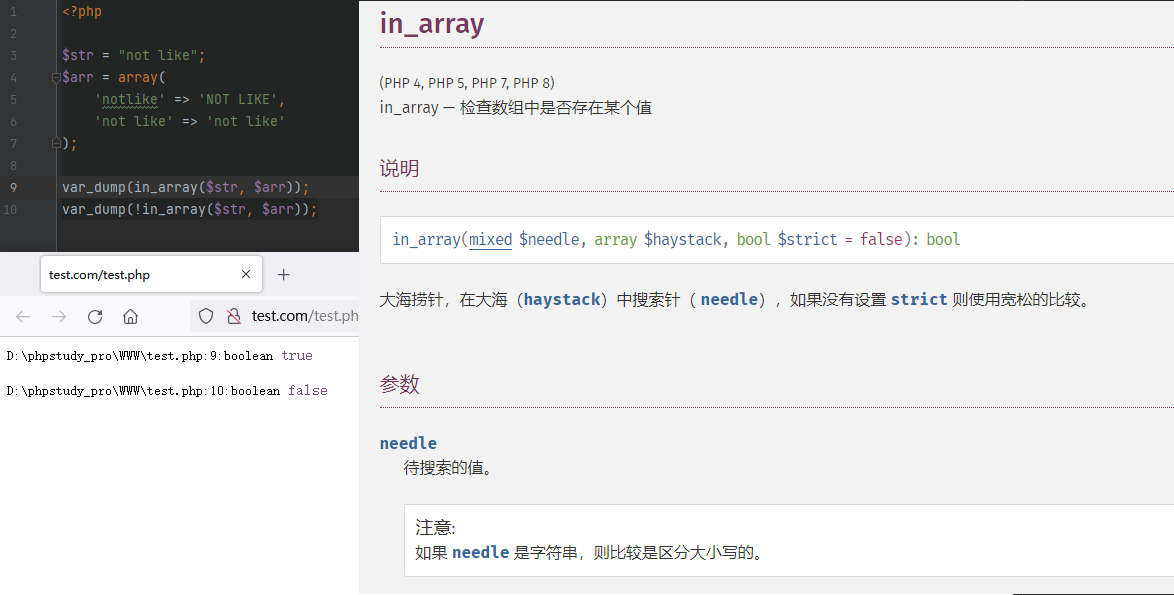 1 <?php
2
3 $str = "not like";
4 $arr = array(
5 'notlike' => 'NOT LIKE',
6 'not like' => 'not like'
7 );
8
9 var_dump(in_array($str, $arr));
10 var_dump(!in_array($str, $arr));
test.com/test.php
test.com/test.ph
D:\phpstudy_pro\WWW\test.php:9:boolean true
D:\phpstudy_pro\WWW\test.php:10:boolean false
in_array
(PHP 4, PHP 5, PHP 7, PHP 8)
in_array — 检查数组中是否存在某个值
说明
in_array(mixed $needle, array $haystack, bool $strict = false): bool
大海捞针，在大海（haystack）中搜索针（ needle），如果没有设置 strict 则使用宽松的比较。
参数
needle
待搜索的值。
注意:
如果 needle 是字符串，则比较是区分大小写的。